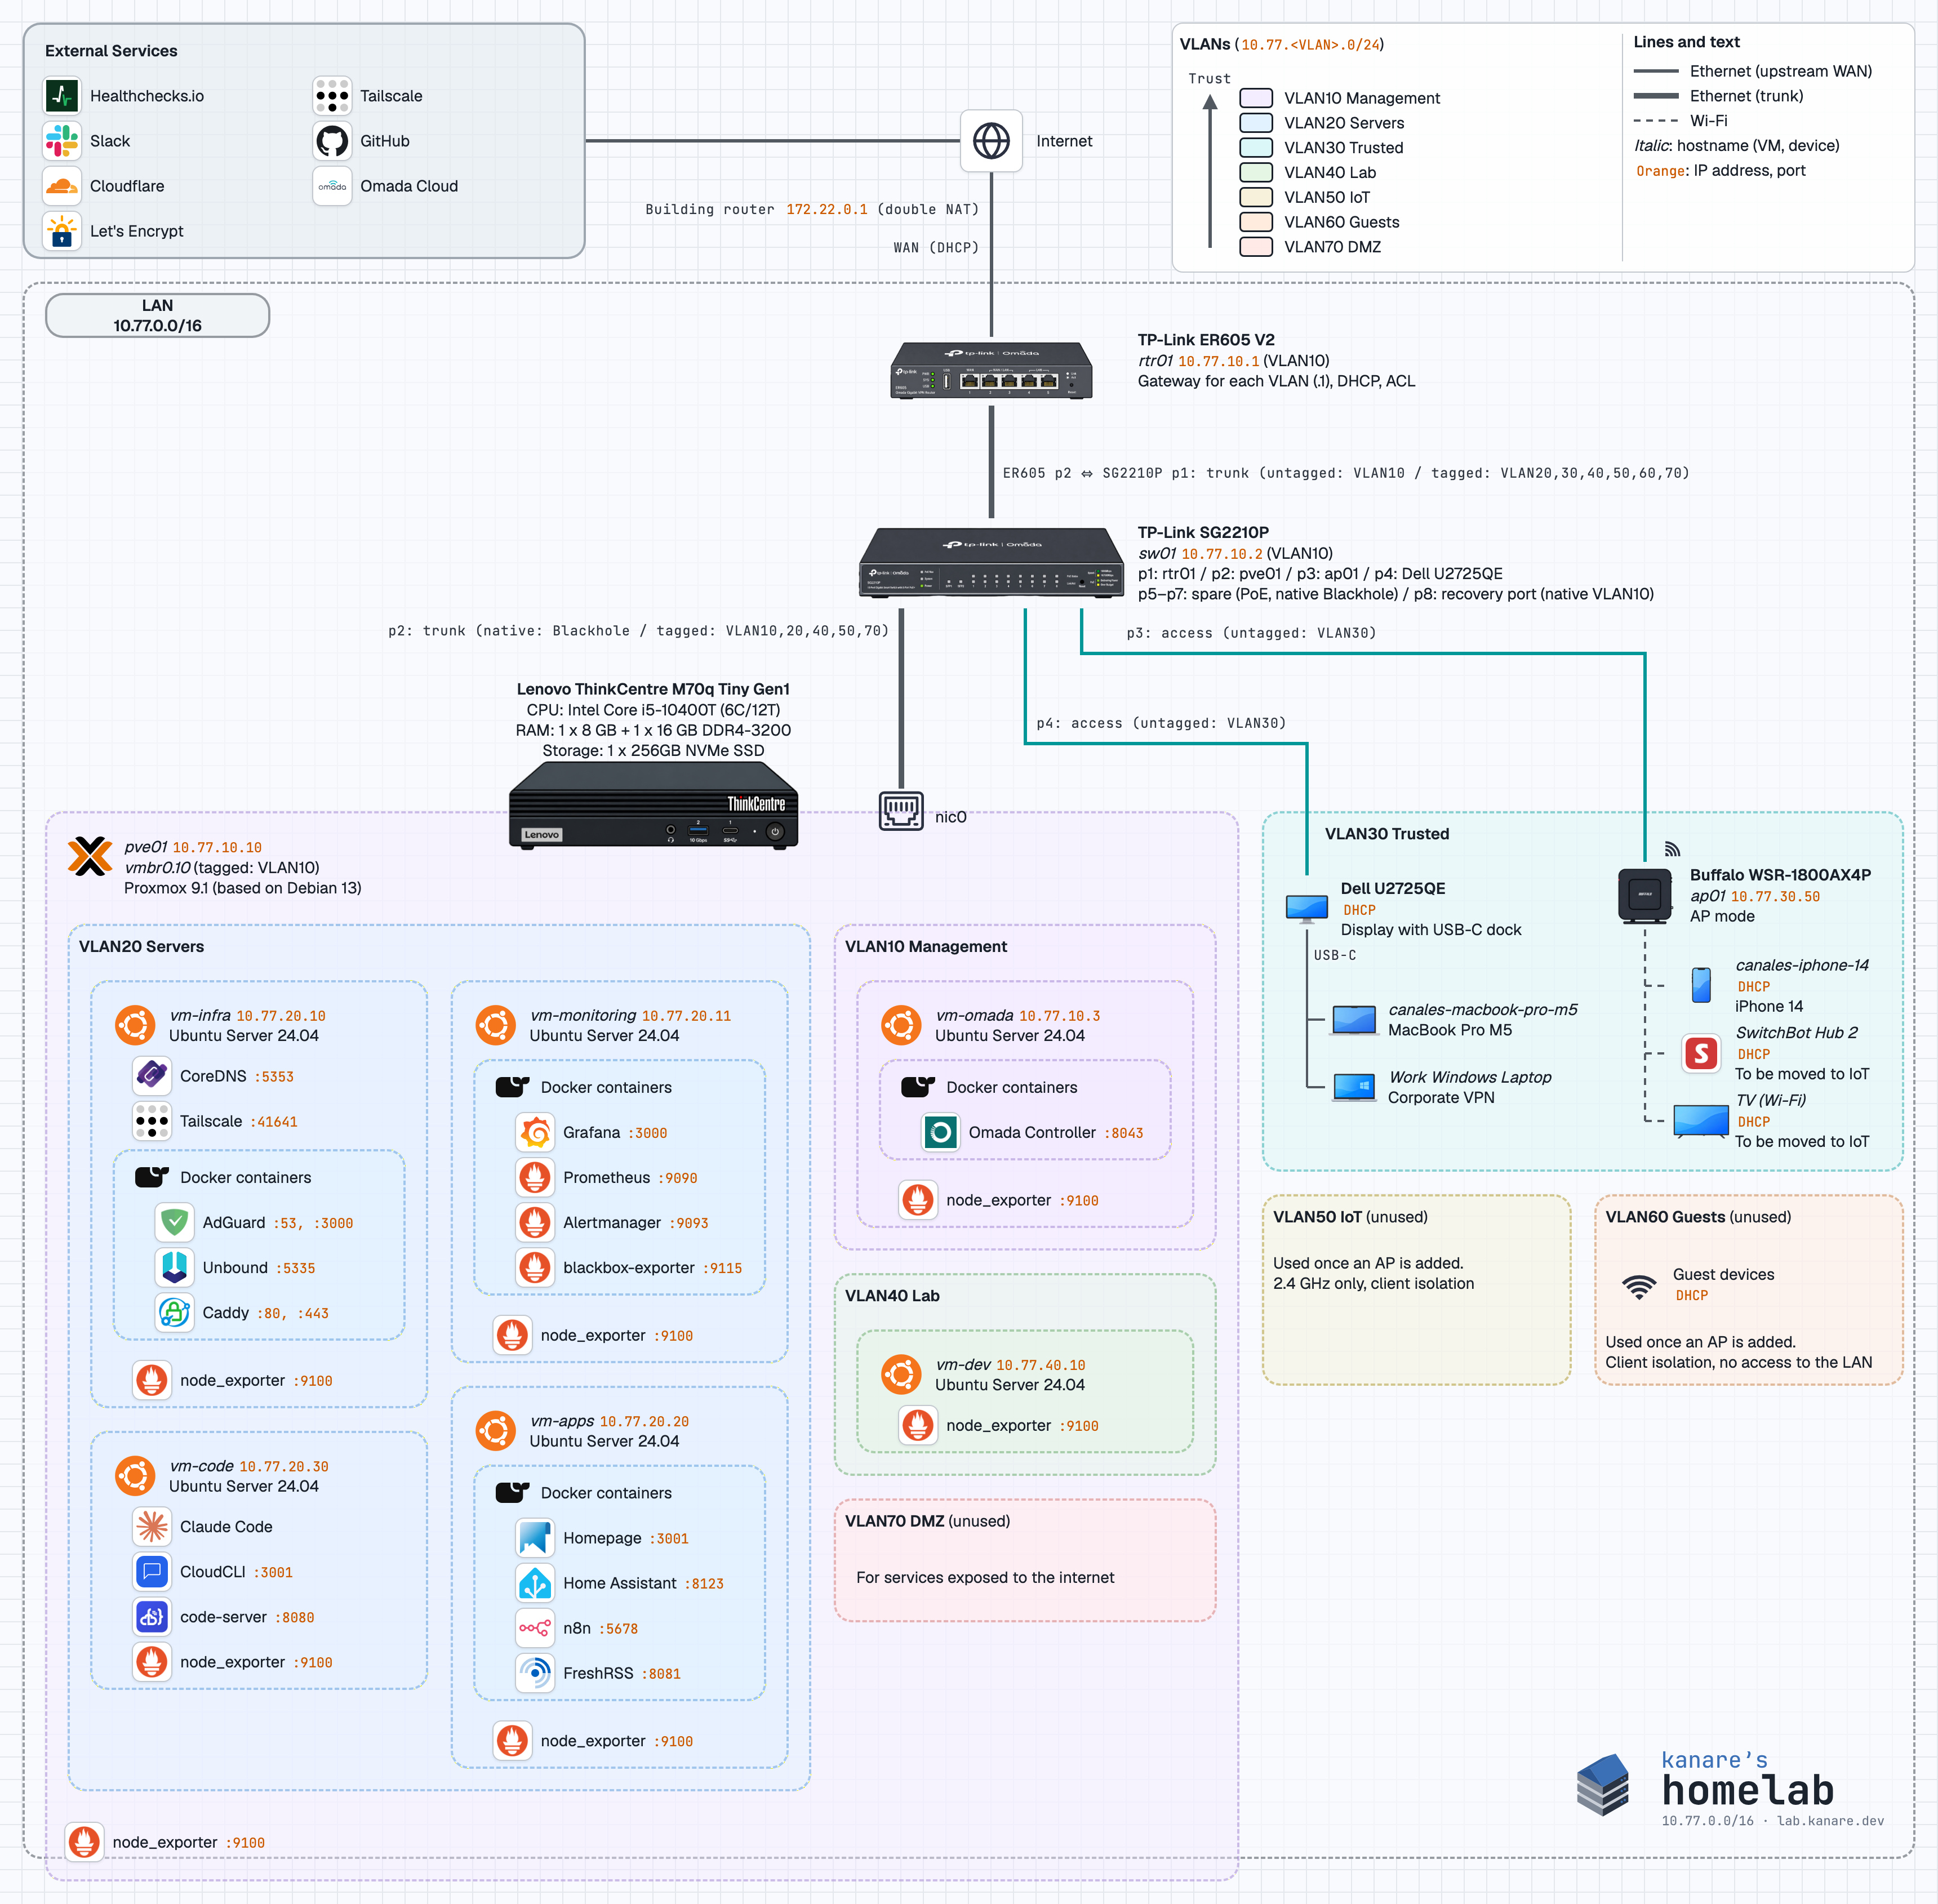 External Services
Healthchecks.io
Tailscale
Slack
GitHub
Cloudflare
omada
Omada Cloud
Let's Encrypt
Internet
Building router 172.22.0.1 (double NAT)
WAN (DHCP)
VLANs (10.77.<VLAN>.0/24)
Trust
VLAN10 Management
VLAN20 Servers
VLAN30 Trusted
VLAN40 Lab
VLAN50 IoT
VLAN60 Guests
VLAN70 DMZ
Lines and text
Ethernet (upstream WAN)
Ethernet (trunk)
Wi-Fi
Italic: hostname (VM, device)
Orange: IP address, port
LAN
10.77.0.0/16
tp-link | Omada
TP-Link ER605 V2
rtr01 10.77.10.1 (VLAN10)
Gateway for each VLAN (.1), DHCP, ACL
ER605 p2 ⇔ SG2210P p1: trunk (untagged: VLAN10 / tagged: VLAN20,30,40,50,60,70)
tp-link | Omada
TP-Link SG2210P
sw01 10.77.10.2 (VLAN10)
p1: rtr01 / p2: pve01 / p3: ap01 / p4: Dell U2725QE
p5–p7: spare (PoE, native Blackhole) / p8: recovery port (native VLAN10)
p2: trunk (native: Blackhole / tagged: VLAN10,20,40,50,70)
p3: access (untagged: VLAN30)
p4: access (untagged: VLAN30)
Lenovo ThinkCentre M70q Tiny Gen1
CPU: Intel Core i5-10400T (6C/12T)
RAM: 1 x 8 GB + 1 x 16 GB DDR4-3200
Storage: 1 x 256GB NVMe SSD
ThinkCentre
Lenovo
nic0
pve01 10.77.10.10
vmbr0.10 (tagged: VLAN10)
Proxmox 9.1 (based on Debian 13)
VLAN20 Servers
vm-infra 10.77.20.10
Ubuntu Server 24.04
CoreDNS :5353
Tailscale :41641
Docker containers
AdGuard :53, :3000
Unbound :5335
Caddy :80, :443
node_exporter :9100
vm-monitoring 10.77.20.11
Ubuntu Server 24.04
Docker containers
Grafana :3000
Prometheus :9090
Alertmanager :9093
blackbox-exporter :9115
node_exporter :9100
vm-code 10.77.20.30
Ubuntu Server 24.04
Claude Code
CloudCLI :3001
code-server :8080
node_exporter :9100
vm-apps 10.77.20.20
Ubuntu Server 24.04
Docker containers
Homepage :3001
Home Assistant :8123
n8n :5678
FreshRSS :8081
node_exporter :9100
node_exporter :9100
VLAN10 Management
vm-omada 10.77.10.3
Ubuntu Server 24.04
Docker containers
Omada Controller :8043
node_exporter :9100
VLAN40 Lab
vm-dev 10.77.40.10
Ubuntu Server 24.04
node_exporter :9100
VLAN70 DMZ (unused)
For services exposed to the internet
VLAN30 Trusted
Dell U2725QE
DHCP
Display with USB-C dock
USB-C
canales-macbook-pro-m5
MacBook Pro M5
Work Windows Laptop
Corporate VPN
Buffalo WSR-1800AX4P
ap01 10.77.30.50
AP mode
canales-iphone-14
DHCP
iPhone 14
SwitchBot Hub 2
DHCP
To be moved to IoT
TV (Wi-Fi)
DHCP
To be moved to IoT
VLAN50 IoT (unused)
Used once an AP is added.
2.4 GHz only, client isolation
VLAN60 Guests (unused)
Guest devices
DHCP
Used once an AP is added.
Client isolation, no access to the LAN
kanare's
homelab
10.77.0.0/16 · lab.kanare.dev